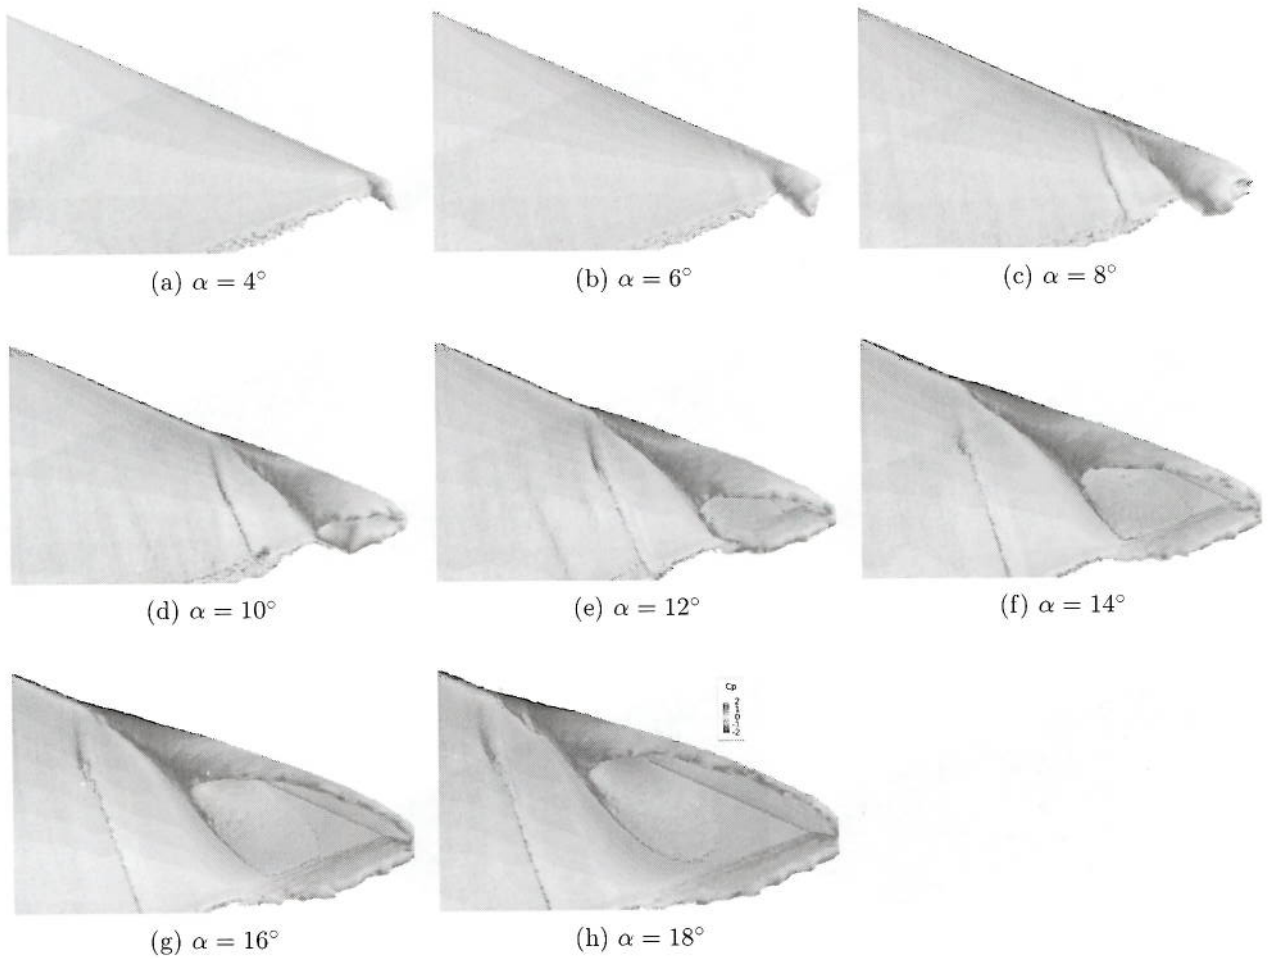 (a) α = 4°
(b) α = 6°
(c) α = 8°
(d) α = 10°
(e) α = 12°
(f) α = 14°
Cp
(g) α = 16°
(h) α = 18°